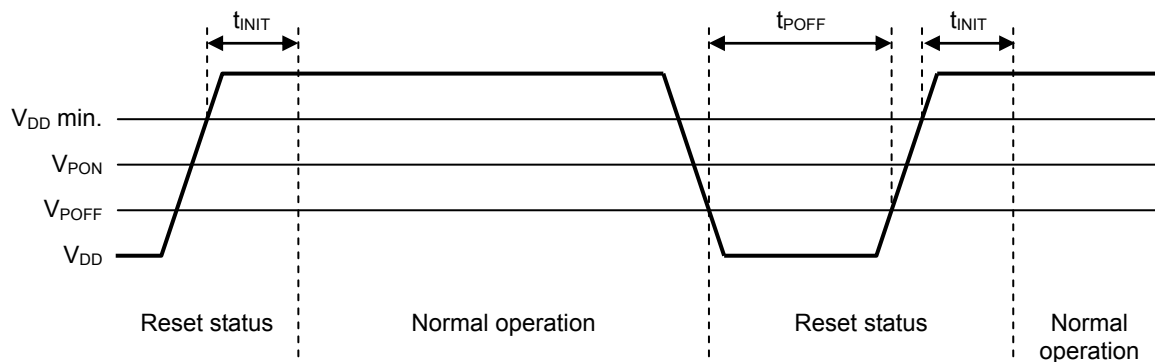 tINIT
tPOFF
tINIT
VDD min.
VPON
VPOFF
VDD
Reset status
Normal operation
Reset status
Normal
operation